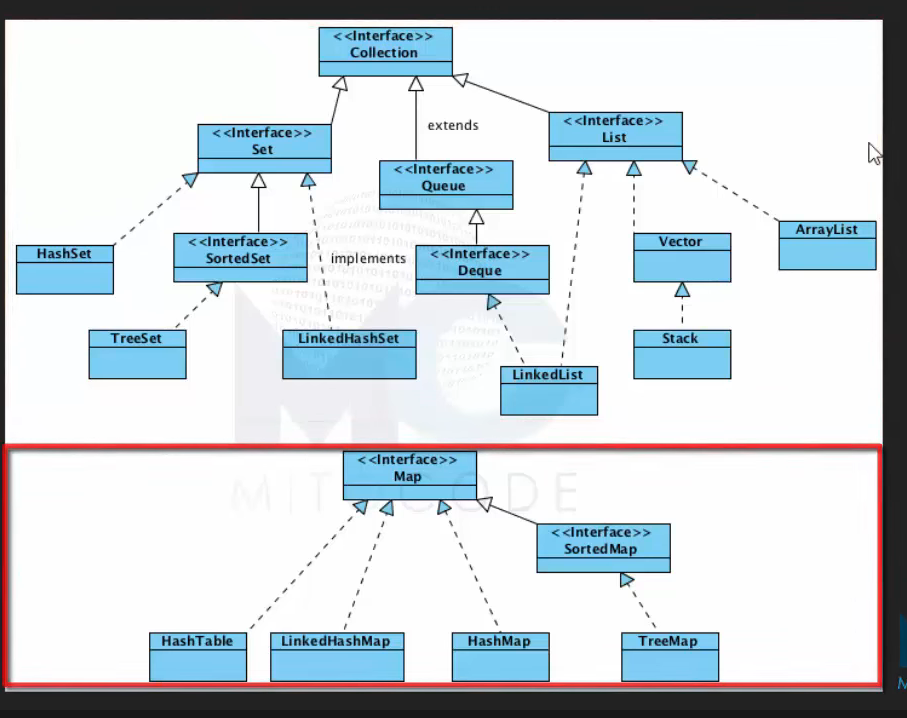 <<Interface>>
Collection
<<Interface>>
Set
extends
<<Interface>>
List
<<Interface>>
Queue
HashSet
<<Interface>>
SortedSet
implements
<<Interface>>
Deque
Vector
ArrayList
TreeSet
LinkedHashSet
LinkedList
Stack
<<Interface>>
Map
<<Interface>>
SortedMap
HashTable
LinkedHashMap
HashMap
TreeMap